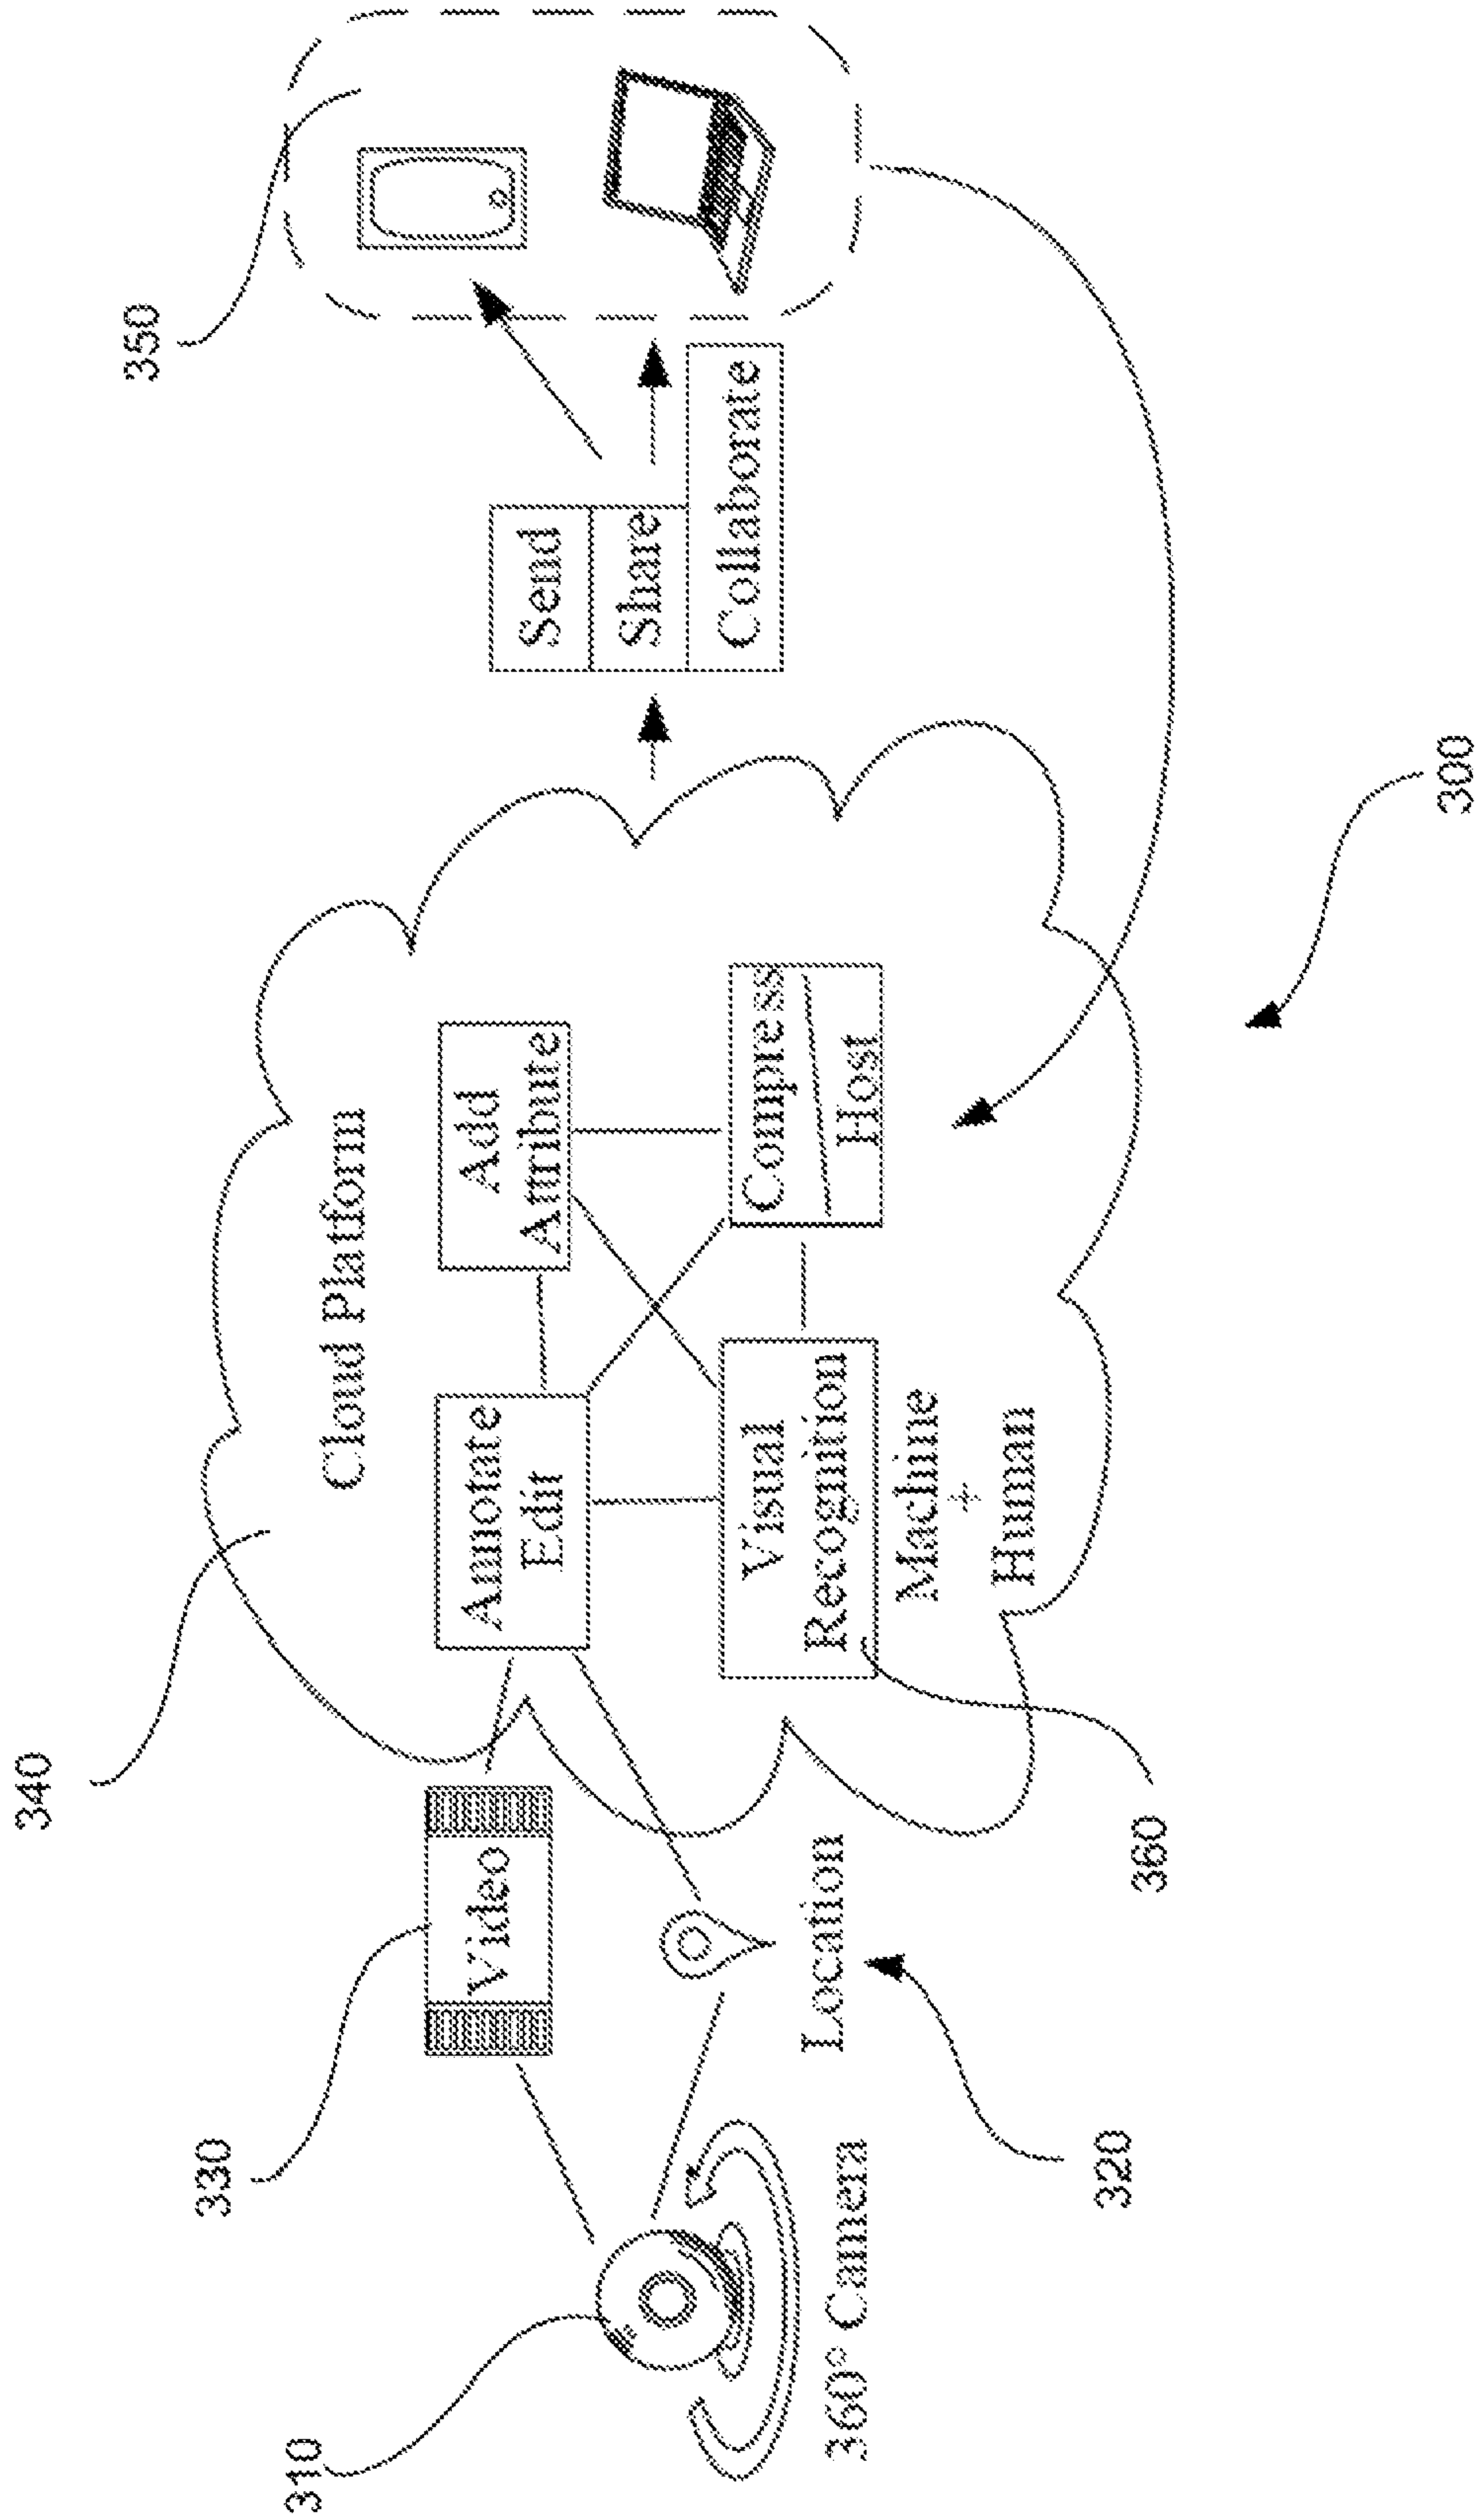 310
360° Camera
330
Video
Location
320
340
Cloud Platform
Annotate
Edit
Add
Attribute
Visual
Recognition
Machine
+
Human
Compress
Host
360
Send
Share
Collaborate
350
300